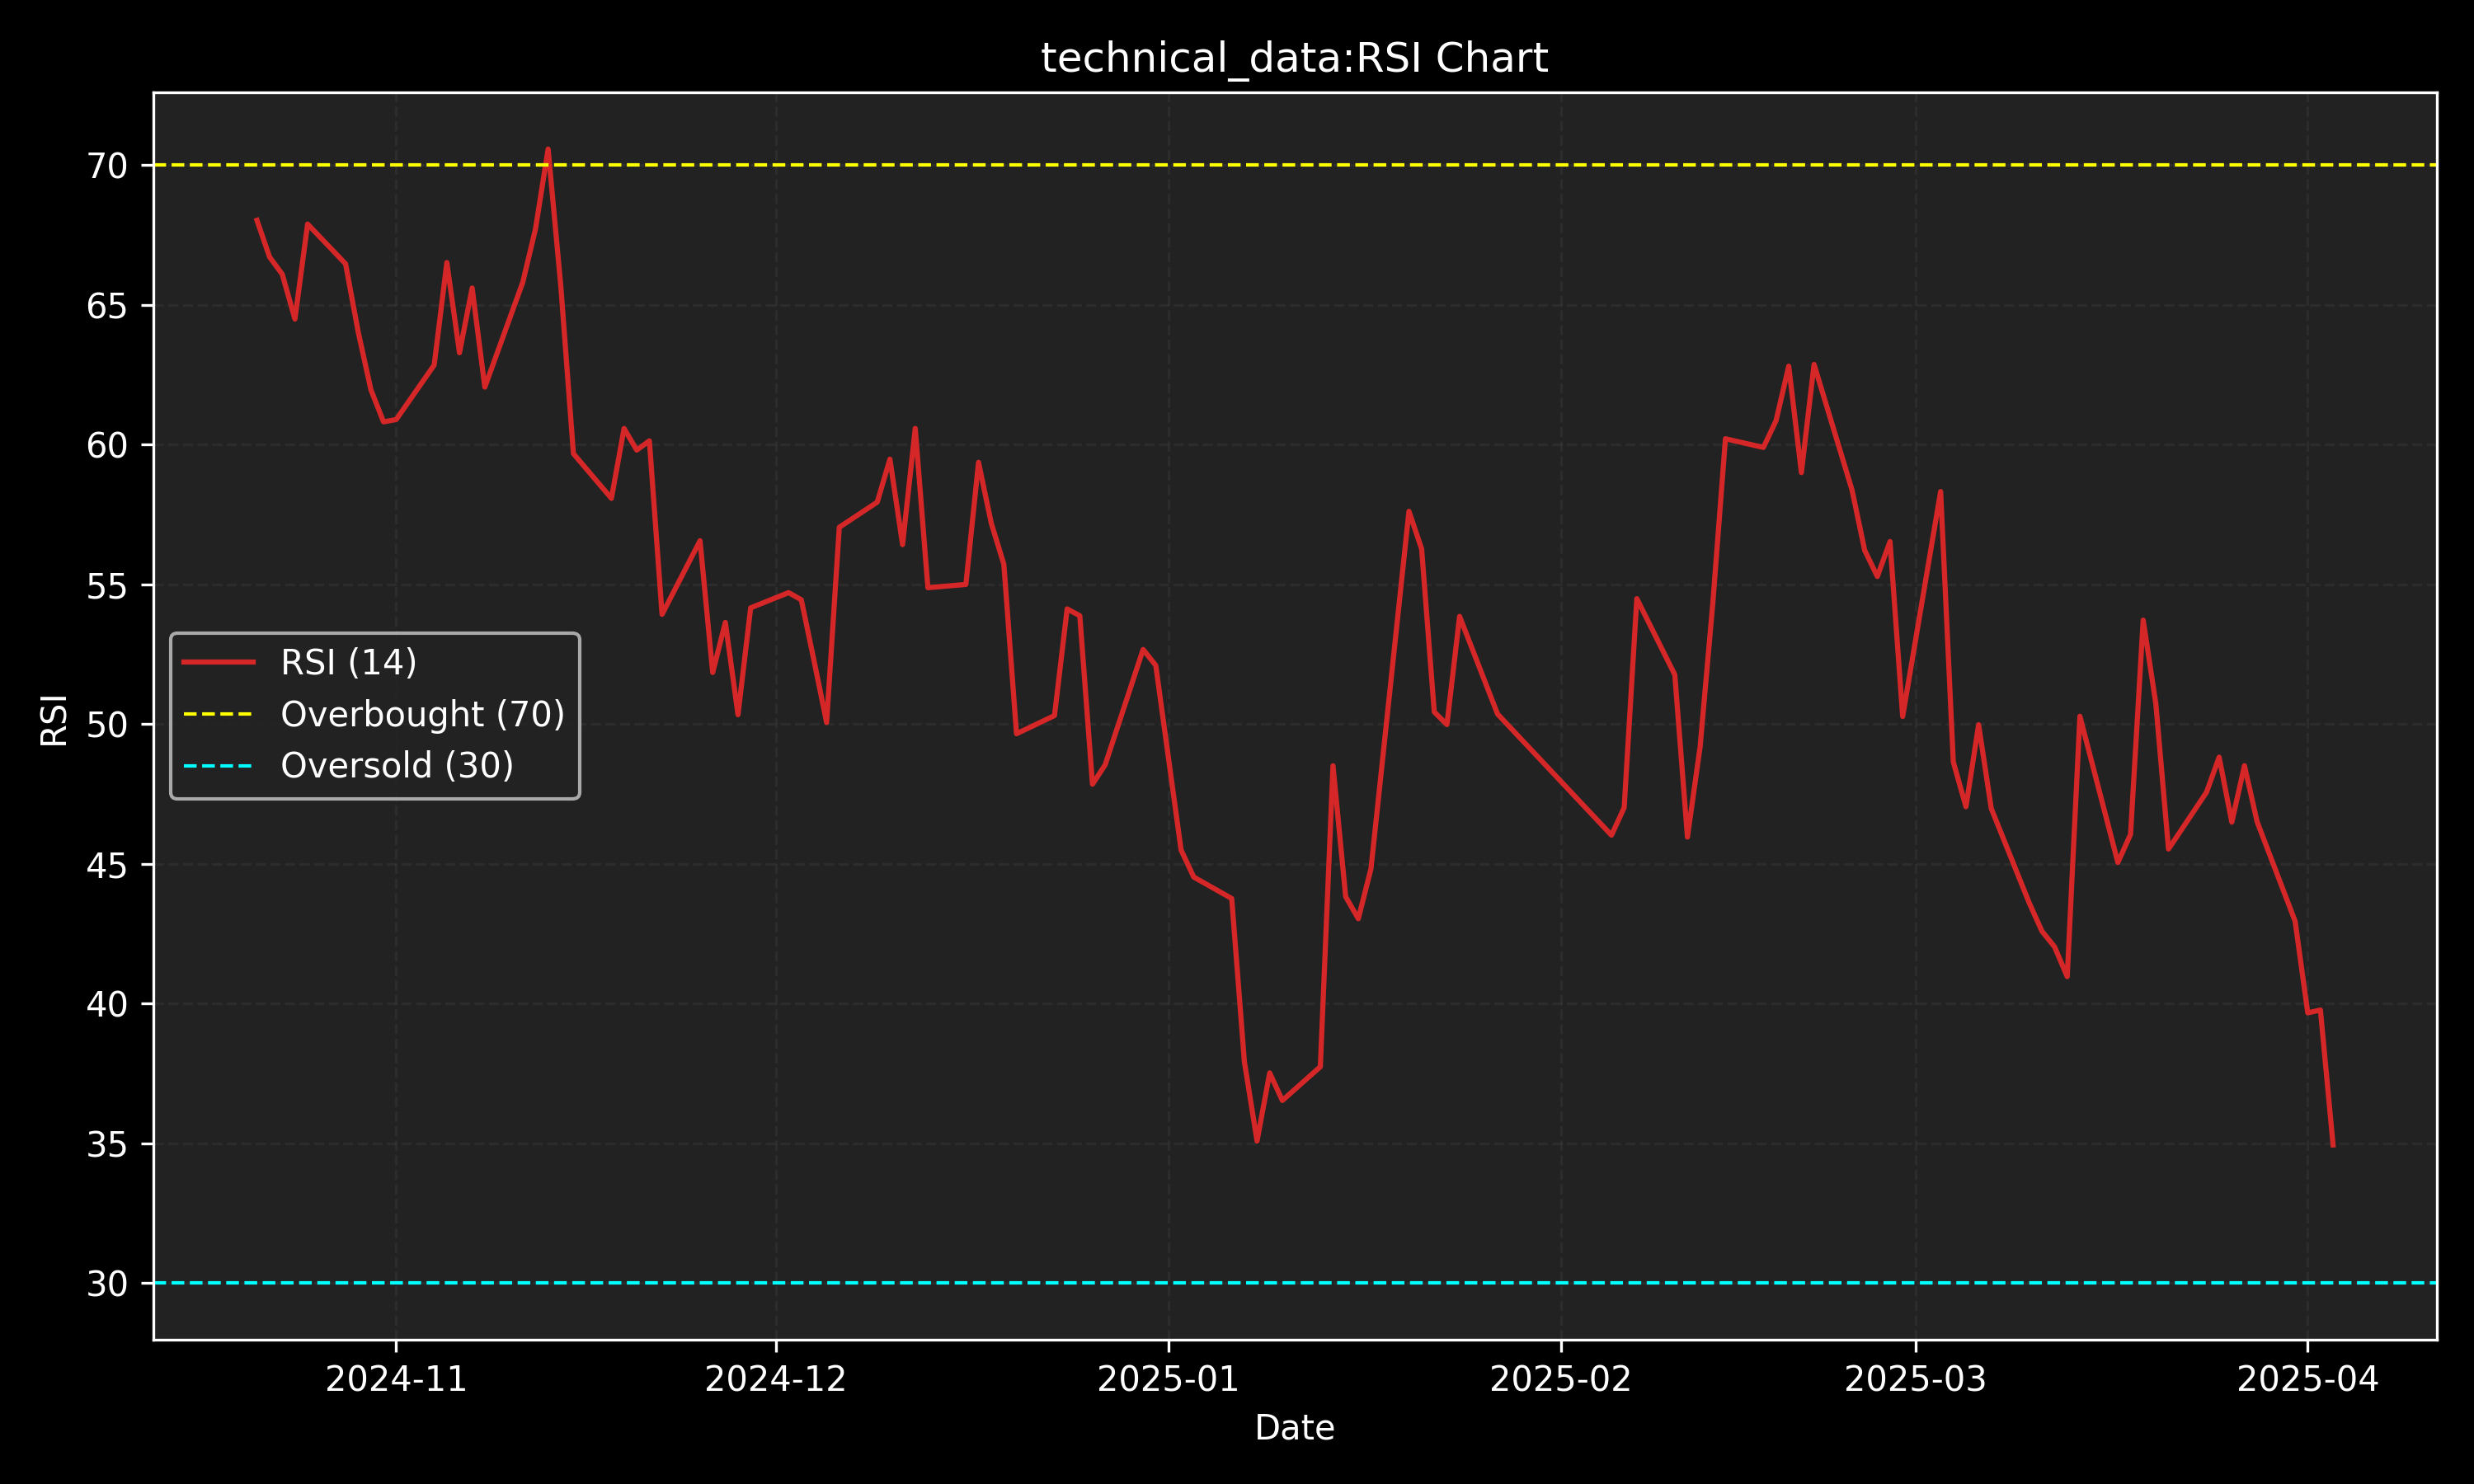 technical_data:RSI Chart
70
65
60
55
50
45
40
35
30
RSI
RSI (14)
Overbought (70)
Oversold (30)
2024-11
2024-12
2025-01
2025-02
2025-03
2025-04
Date